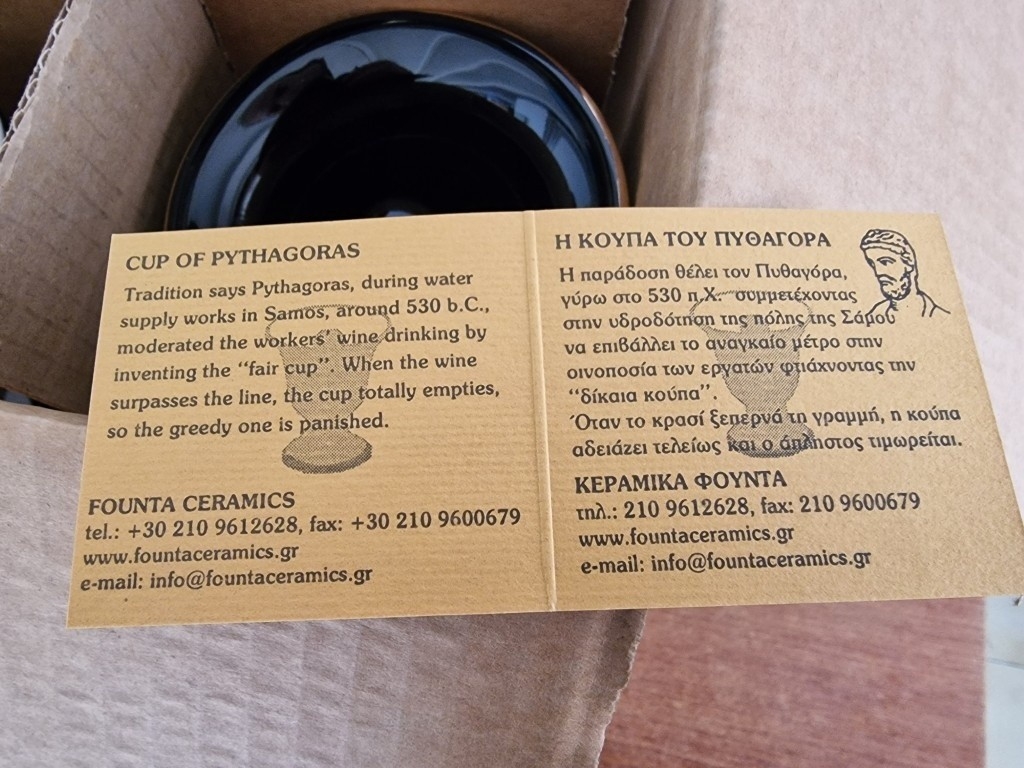 CUP OF PYTHAGORAS
Tradition says Pythagoras, during water
supply works in Samos, around 530 b.C.,
moderated the workers' wine drinking by
inventing the “fair cup”. When the wine
surpasses the line, the cup totally empties,
so the greedy one is panished.
FOUNTA CERAMICS
tel.: +30 210 9612628, fax: +30 210 9600679
www.fountaceramics.gr
e-mail: info@fountaceramics.gr
Η ΚΟΥΠΑ ΤΟΥ ΠΥΘΑΓΟΡΑ
Η παράδοση θέλει τον Πυθαγόρα,
γύρω στο 530 π.Χ. συμμετέχοντας
στην υδροδότηση της πόλης της Σάμου
να επιβάλλει το αναγκαίο μέτρο στην
οινοποσία των εργατών φτιάχνοντας την
“δίκαια κούπα”.
Όταν το κρασί ξεπερνά τη γραμμή, η κούπα
αδειάζει τελείως και ο άπληστος τιμωρείται.
ΚΕΡΑΜΙΚΑ ΦΟΥΝΤΑ
τηλ.: 210 9612628, fax: 210 9600679
www.fountaceramics.gr
e-mail: info@fountaceramics.gr